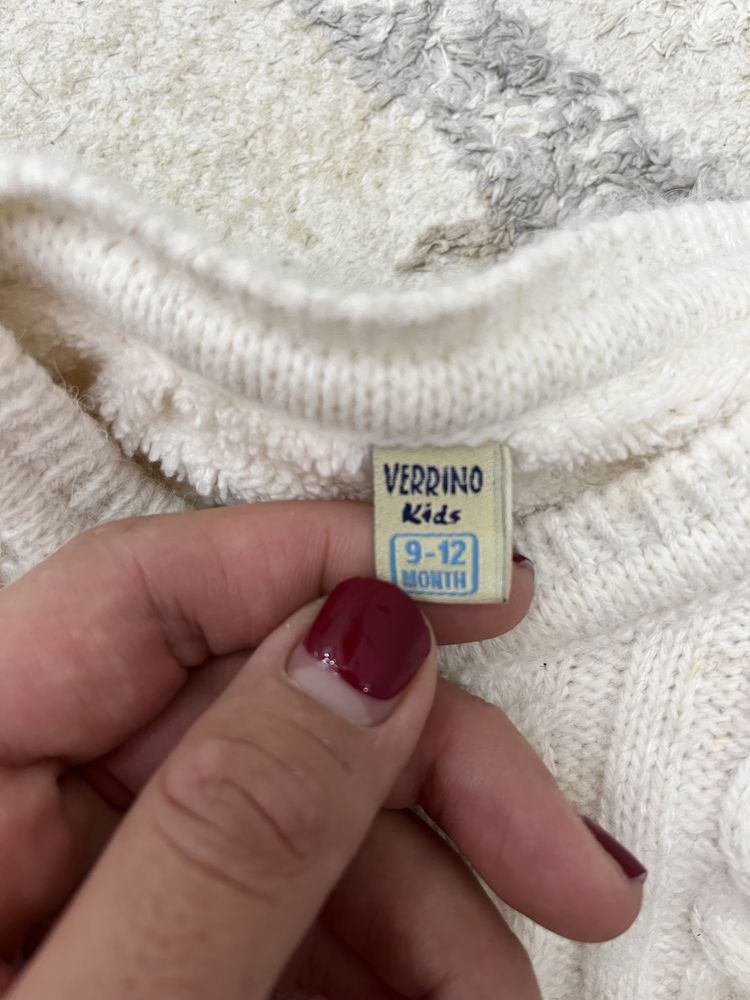 VERRINO
Kids
9-12
MONTH